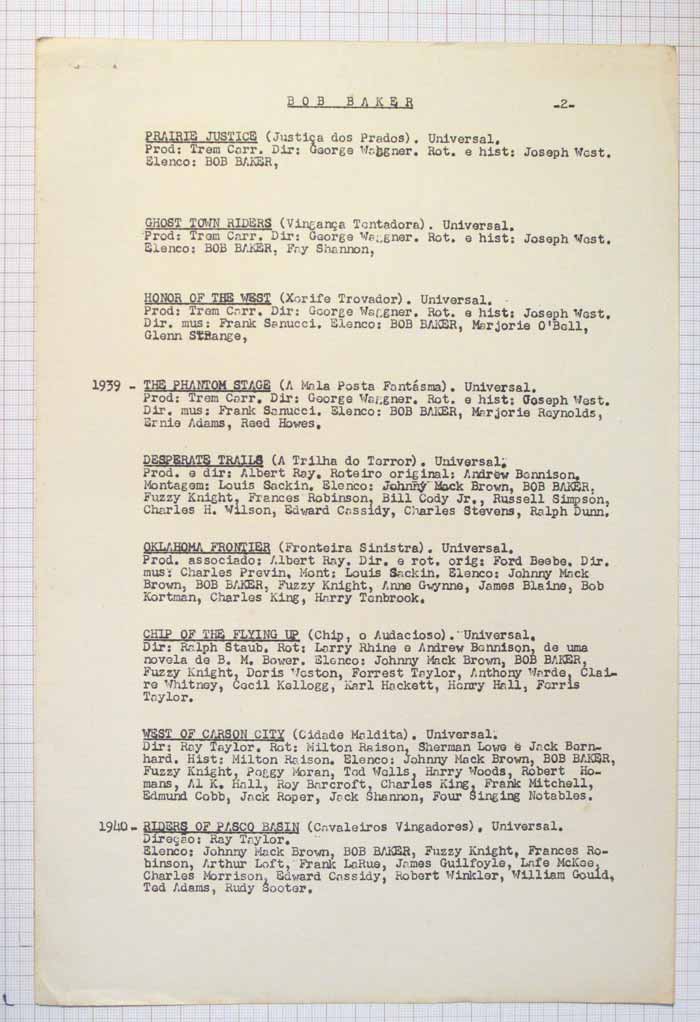 BOB BAKER -2-
PRAIRIE JUSTICE (Justiça dos Prados). Universal.
Prod: Trem Carr. Dir: George Waggner. Rot. e hist: Joseph West.
Elenco: BOB BAKER,
GHOST TOWN RIDERS (Vingança Tentadora). Universal.
Prod: Trem Carr. Dir: George Waggner. Rot. e hist: Joseph West.
Elenco: BOB BAKER, Fay Shannon,
HONOR OF THE WEST (Xerife Trovador). Universal.
Prod: Trem Carr. Dir: George Waggner. Rot. e hist: Joseph West.
Dir. mus: Frank Sanucci. Elenco: BOB BAKER, Marjorie O'Bell,
Glenn Strange,
1939 - THE PHANTOM STAGE (A Mala Posta Fantásma). Universal.
Prod: Trem Carr. Dir: George Waggner. Rot. e hist: Joseph West.
Dir. mus: Frank Sanucci. Elenco: BOB BAKER, Marjorie Reynolds,
Ernie Adams, Reed Howes.
DESPERATE TRAILS (A Trilha do Terror). Universal.
Prod. e dir: Albert Ray. Roteiro original: Andrew Bennison.
Montagem: Louis Sackin. Elenco: Johnny Mack Brown, BOB BAKER,
Fuzzy Knight, Frances Robinson, Bill Cody Jr., Russell Simpson,
Charles H. Wilson, Edward Cassidy, Charles Stevens, Ralph Dunn.
OKLAHOMA FRONTIER (Fronteira Sinistra). Universal.
Prod. associado: Albert Ray. Dir. e rot. orig: Ford Beebe. Dir.
mus: Charles Previn. Mont: Louis Sackin. Elenco: Johnny Mack
Brown, BOB BAKER, Fuzzy Knight, Anne Gwynne, James Blaine, Bob
Kortman, Charles King, Harry Tenbrook.
CHIP OF THE FLYING UP (Chip, o Audacioso). Universal.
Dir: Ralph Staub. Rot: Larry Rhine e Andrew Bennison, de uma
novela de B. M. Bower. Elenco: Johnny Mack Brown, BOB BAKER,
Fuzzy Knight, Doris Weston, Forrest Taylor, Anthony Warde, Clai-
re Whitney, Cecil Kellogg, Karl Hackett, Henry Hall, Ferris
Taylor.
WEST OF CARSON CITY (Cidade Maldita). Universal.
Dir: Ray Taylor. Rot: Milton Raison, Sherman Lowe e Jack Bern-
hard. Hist: Milton Raison. Elenco: Johnny Mack Brown, BOB BAKER,
Fuzzy Knight, Peggy Moran, Ted Wells, Harry Woods, Robert Ho-
mans, Al K. Hall, Roy Barcroft, Charles King, Frank Mitchell,
Edmund Cobb, Jack Roper, Jack Shannon, Four Singing Notables.
1940 - RIDERS OF PASCO BASIN (Cavaleiros Vingadores). Universal.
Direção: Ray Taylor.
Elenco: Johnny Mack Brown, BOB BAKER, Fuzzy Knight, Frances Ro-
binson, Arthur Loft, Frank LaRue, James Guilfoyle, Lafe McKee,
Charles Morrison, Edward Cassidy, Robert Winkler, William Gould,
Ted Adams, Rudy Sooter.